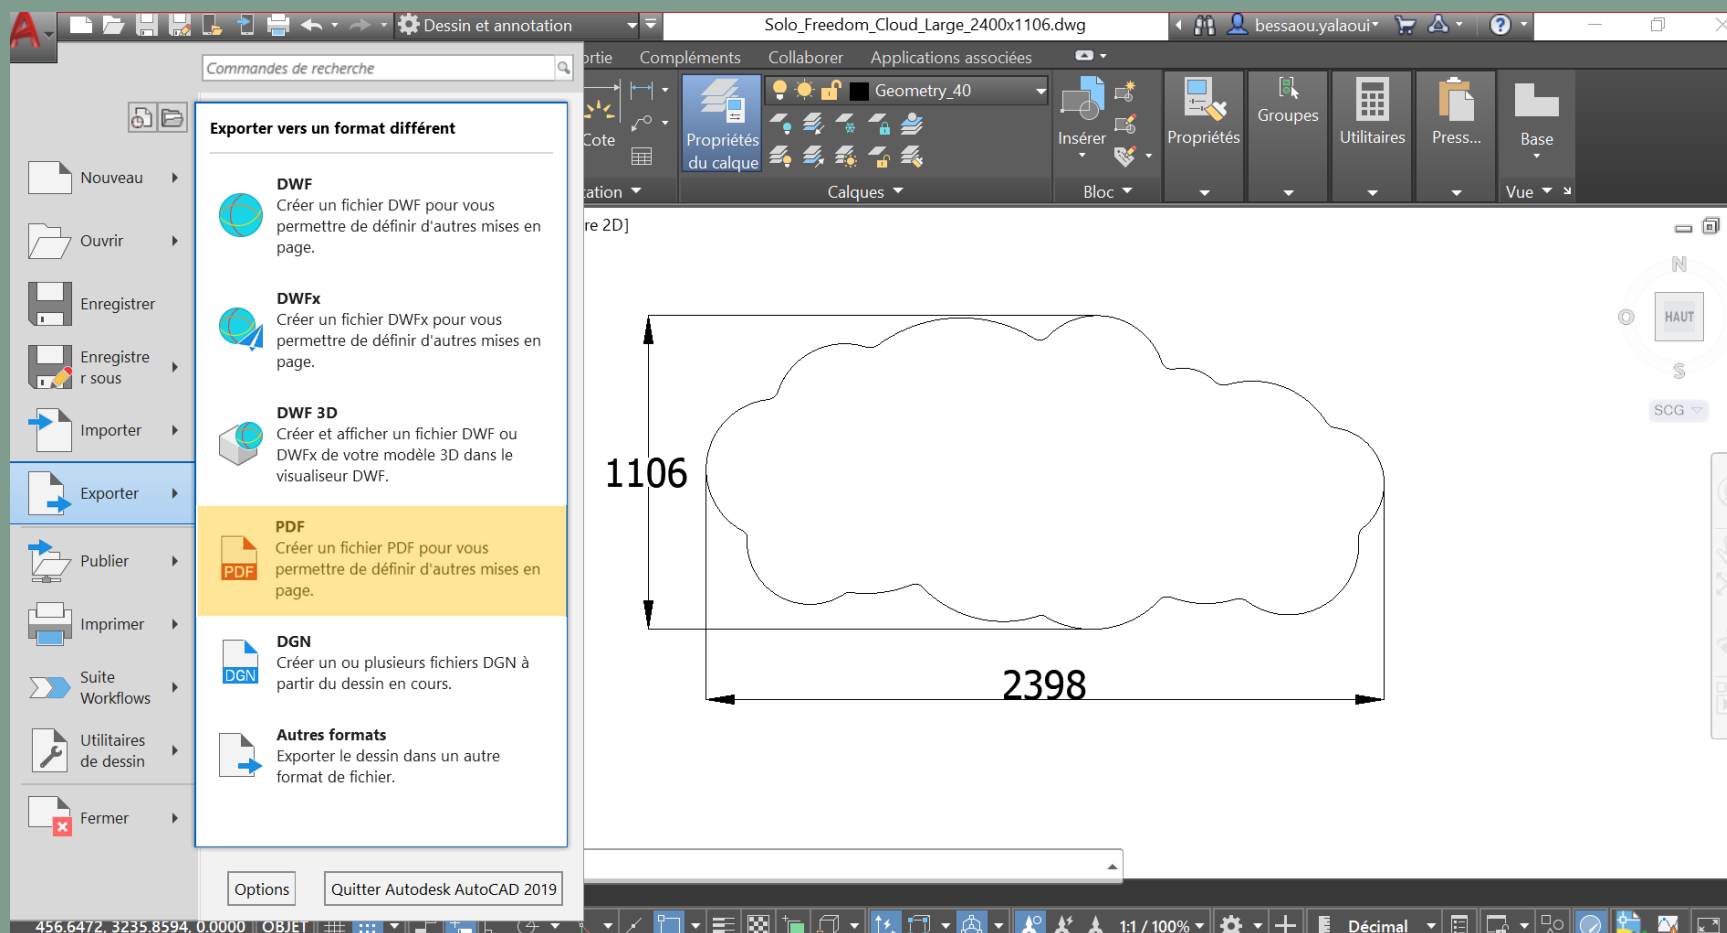 Dessin et annotation
Solo_Freedom_Cloud_Large_2400x1106.dwg
bessaou.yalaoui
Commandes de recherche
rtie
Compléments
Collaborer
Applications associées
Exporter vers un format différent
Nouveau
Ouvrir
Enregistrer
Enregistre
r sous
Importer
Exporter
Publier
Imprimer
Suite
Workflows
Utilitaires
de dessin
Fermer
DWF
Créer un fichier DWF pour vous
permettre de définir d'autres mises en
page.
DWFx
Créer un fichier DWFx pour vous
permettre de définir d'autres mises en
page.
DWF 3D
Créer et afficher un fichier DWF ou
DWFx de votre modèle 3D dans le
visualiseur DWF.
PDF
PDF
Créer un fichier PDF pour vous
permettre de définir d'autres mises en
page.
DGN
DGN
Créer un ou plusieurs fichiers DGN à
partir du dessin en cours.
Autres formats
Exporter le dessin dans un autre
format de fichier.
Options
Quitter Autodesk AutoCAD 2019
Cote
Propriétés
du calque
Geometry_40
Insérer
Propriétés
Groupes
Utilitaires
Press...
Base
tation
Calques
Bloc
Vue
re 2D]
N
O
HAUT
S
SCG
1106
2398
456.6472, 3235.8594, 0.0000
OBJET
1:1 / 100%
Décimal